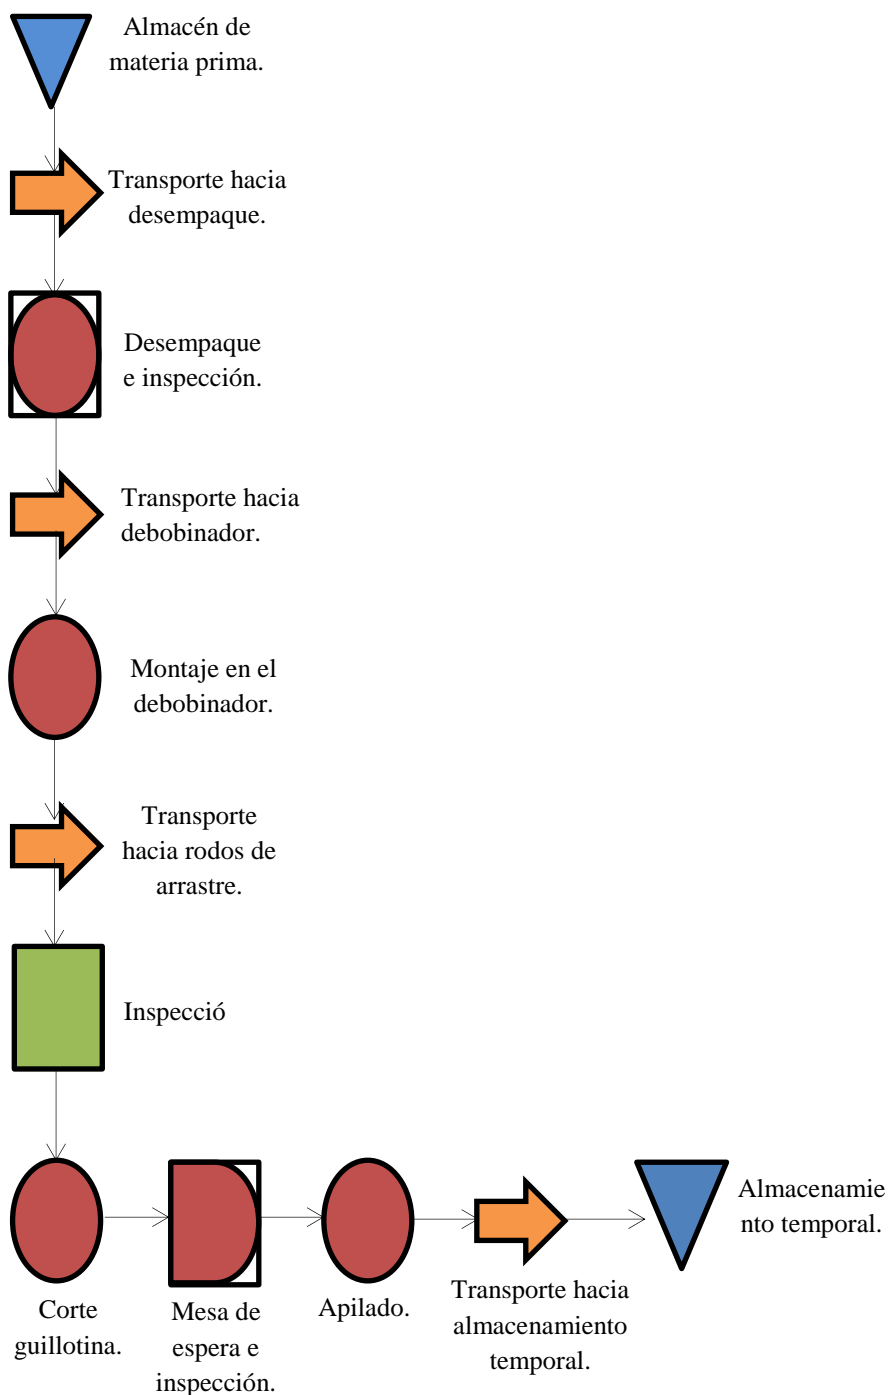 Almacén de
materia prima.
Transporte hacia
desempaque.
Desempaque
e inspección.
Transporte hacia
debobinador.
Montaje en el
debobinador.
Transporte
hacia rodos de
arrastre.
Inspecció
Corte
guillotina.
Mesa de
espera e
inspección.
Apilado.
Transporte hacia
almacenamiento
temporal.
Almacenamie
nto temporal.